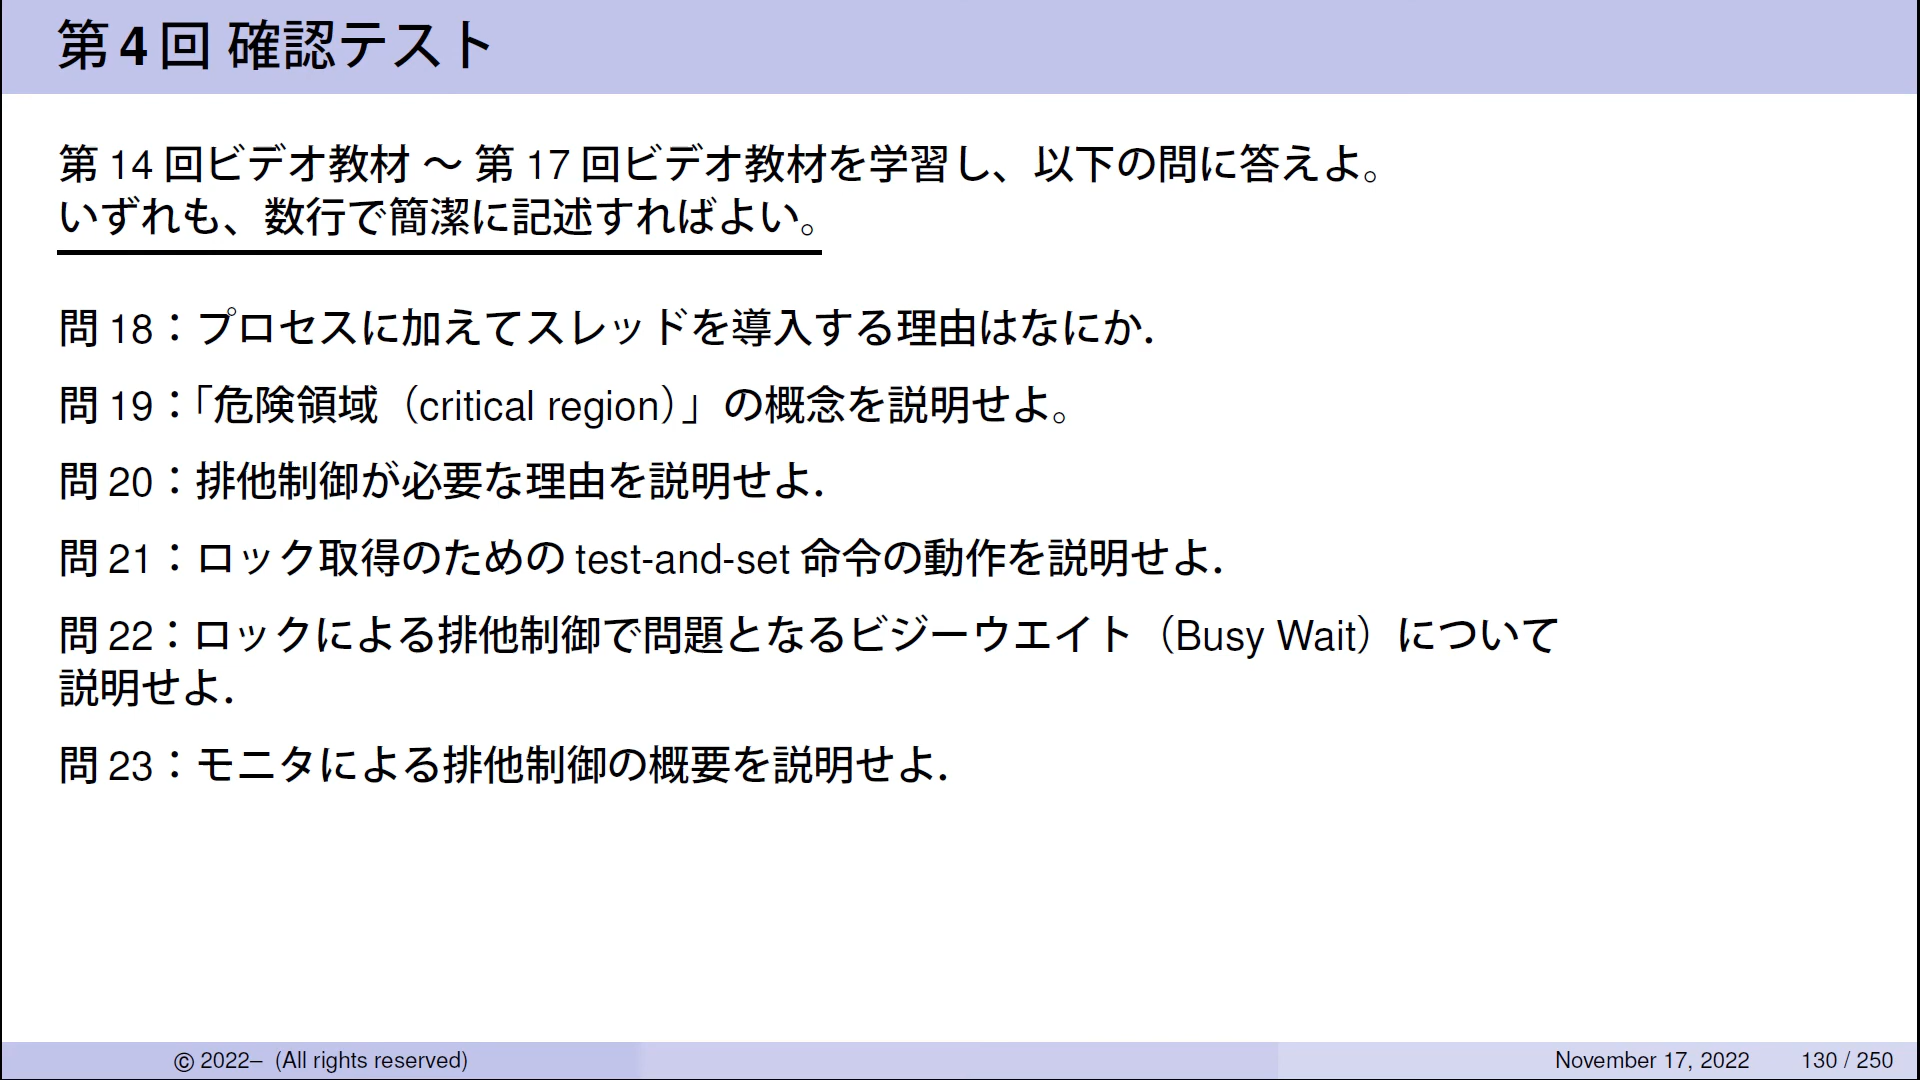 第4回 確認テスト
第 14 回ビデオ教材 ～ 第 17 回ビデオ教材を学習し、以下の問に答えよ。
いずれも、数行で簡潔に記述すればよい。
問 18：プロセスに加えてスレッドを導入する理由はなにか.
問 19：「危険領域（critical region）」の概念を説明せよ。
問 20：排他制御が必要な理由を説明せよ.
問 21：ロック取得のための test-and-set 命令の動作を説明せよ.
問 22：ロックによる排他制御で問題となるビジーウエイト（Busy Wait）について
説明せよ.
問 23：モニタによる排他制御の概要を説明せよ.
© 2022– (All rights reserved) November 17, 2022 130 / 250